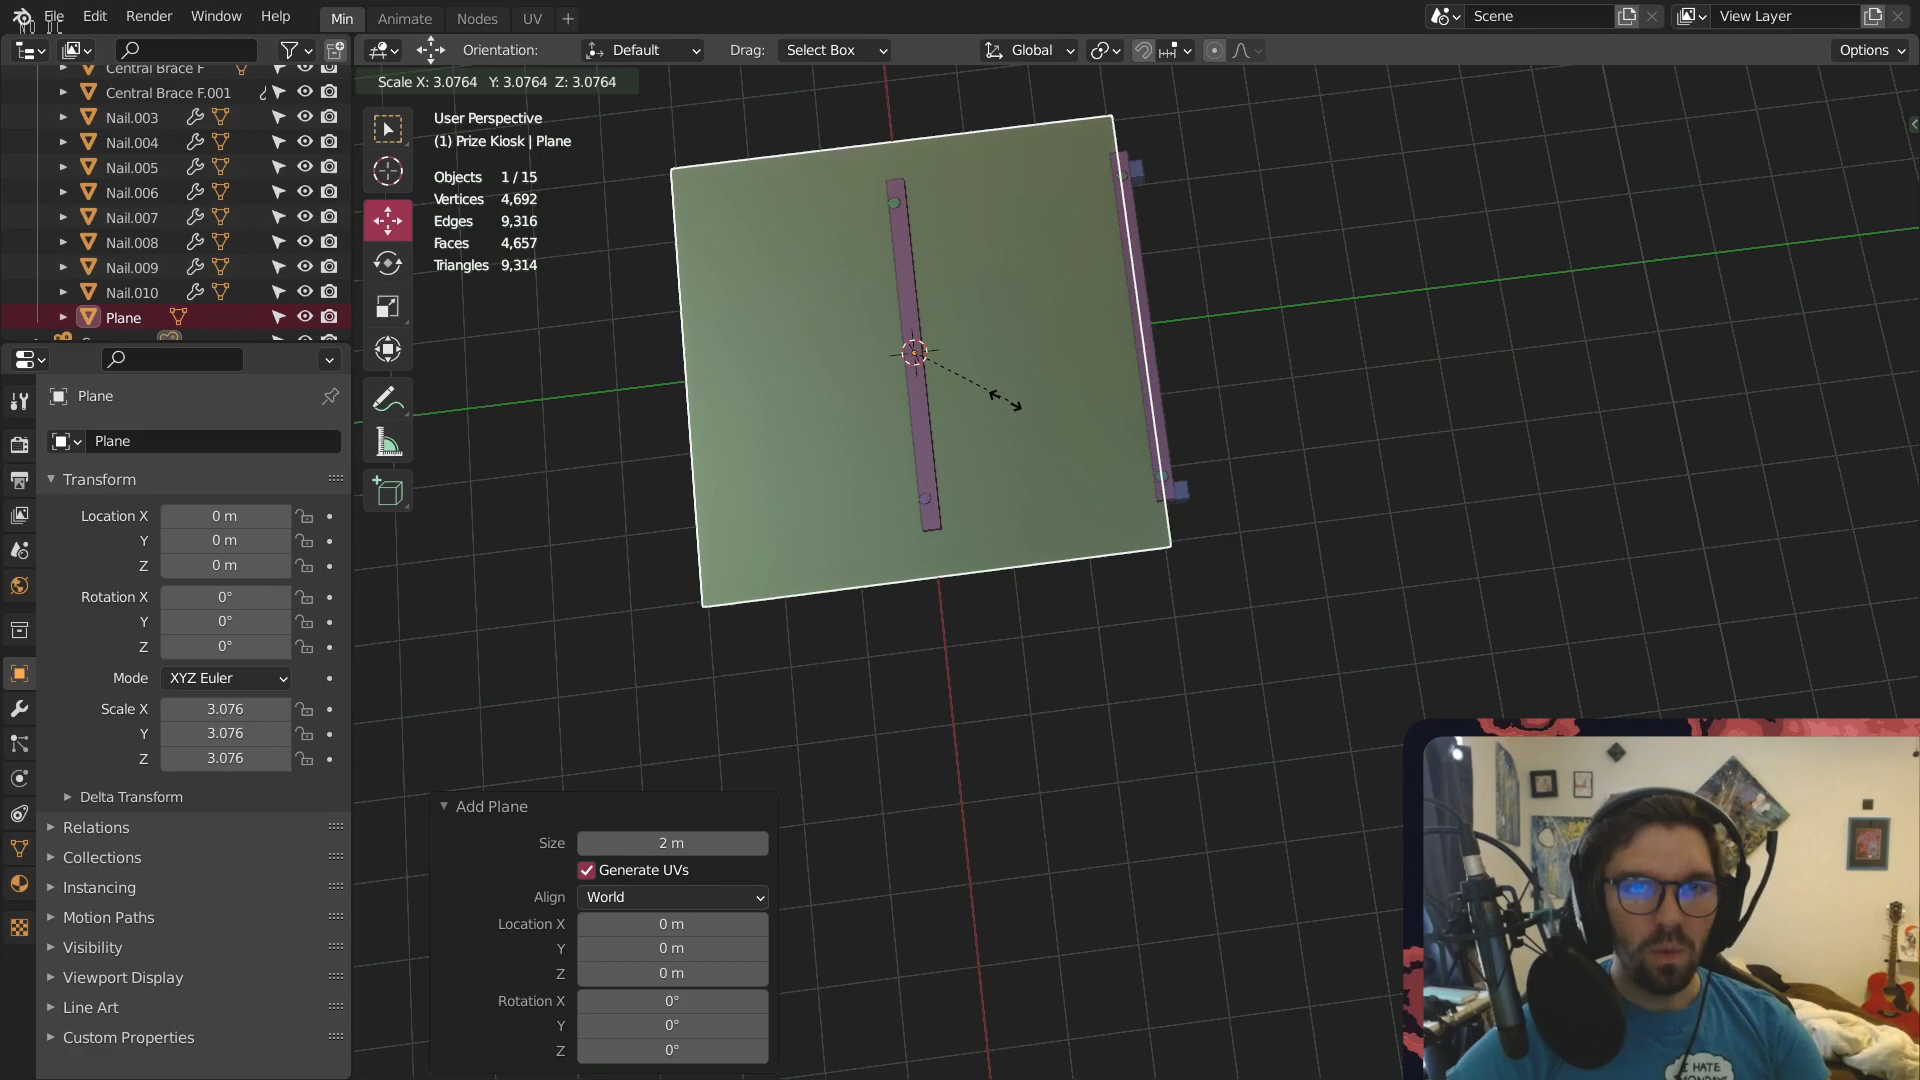 File Edit Render Window Help Min Animate Nodes UV + Scene View Layer
Orientation: Default Drag: Select Box Global Options
Scale X: 3.0764 Y: 3.0764 Z: 3.0764
Central Brace F
Central Brace F.001
Nail.003
Nail.004
Nail.005
Nail.006
Nail.007
Nail.008
Nail.009
Nail.010
Plane
User Perspective
(1) Prize Kiosk | Plane
Objects 1 / 15
Vertices 4,692
Edges 9,316
Faces 4,657
Triangles 9,314
Plane
Plane
Transform
Location X 0 m
Y 0 m
Z 0 m
Rotation X 0°
Y 0°
Z 0°
Mode XYZ Euler
Scale X 3.076
Y 3.076
Z 3.076
Delta Transform
Relations
Collections
Instancing
Motion Paths
Visibility
Viewport Display
Line Art
Custom Properties
Add Plane
Size 2 m
Generate UVs
Align World
Location X 0 m
Y 0 m
Z 0 m
Rotation X 0°
Y 0°
Z 0°
I HATE
MONDAYS